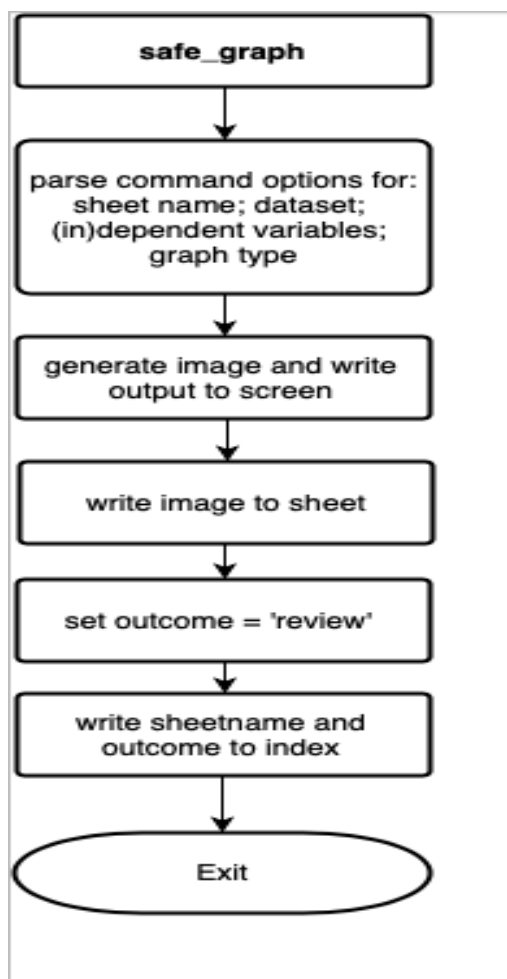 safe_graph
parse command options for:
sheet name; dataset;
(in)dependent variables;
graph type
generate image and write
output to screen
write image to sheet
set outcome = 'review'
write sheetname and
outcome to index
Exit